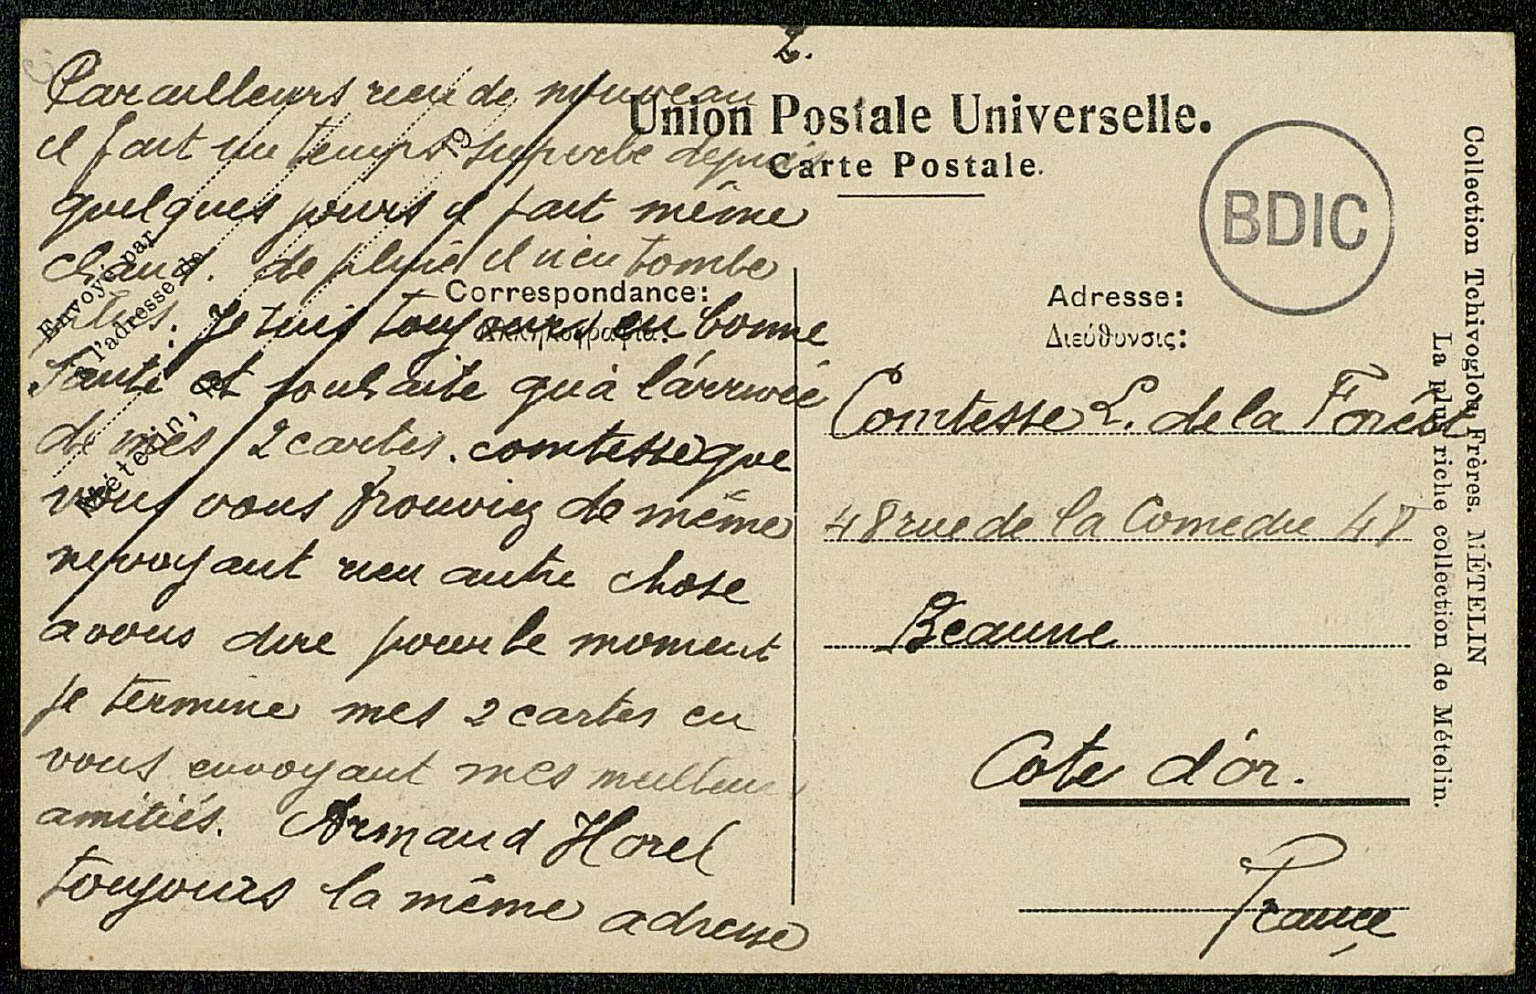 2.
Par ailleurs rien de nouveau
il fait un temps superbe depuis
quelques jours il fait même
chaud. de pluie il n'en tombe
plus. Je suis toujours en bonne
santé et souhaite qu'à l'arrivée
de mes 2 cartes. comtesse que
vous vous trouviez de même
ne voyant rien autre chose
a vous dire pour le moment
je termine mes 2 cartes en
vous envoyant mes meilleurs
amitiés. Armand Horel
toujours la même adresse
Envoyé par
l'adresse de
Métélin,
19
Union Postale Universelle.
Carte Postale.
Correspondance:
BDIC
Adresse:
Διεύθυνσις:
Comtesse L. de la Forêst
48 rue de la Comedie 48
Beaune
Cote d'or.
France
Collection Tchivoglou Frères. MÉTELIN
La plus riche collection de Métélin.